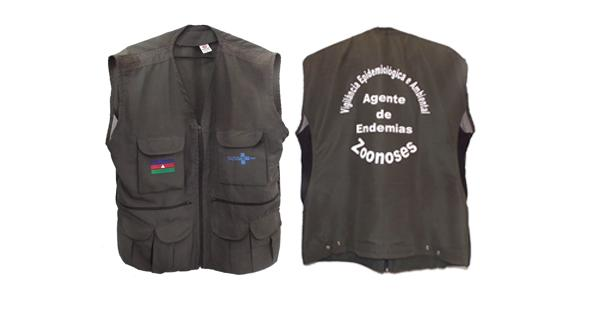 Vigilância Epidemiológica e Ambiental
Agente
de
Endemias
Zoonoses